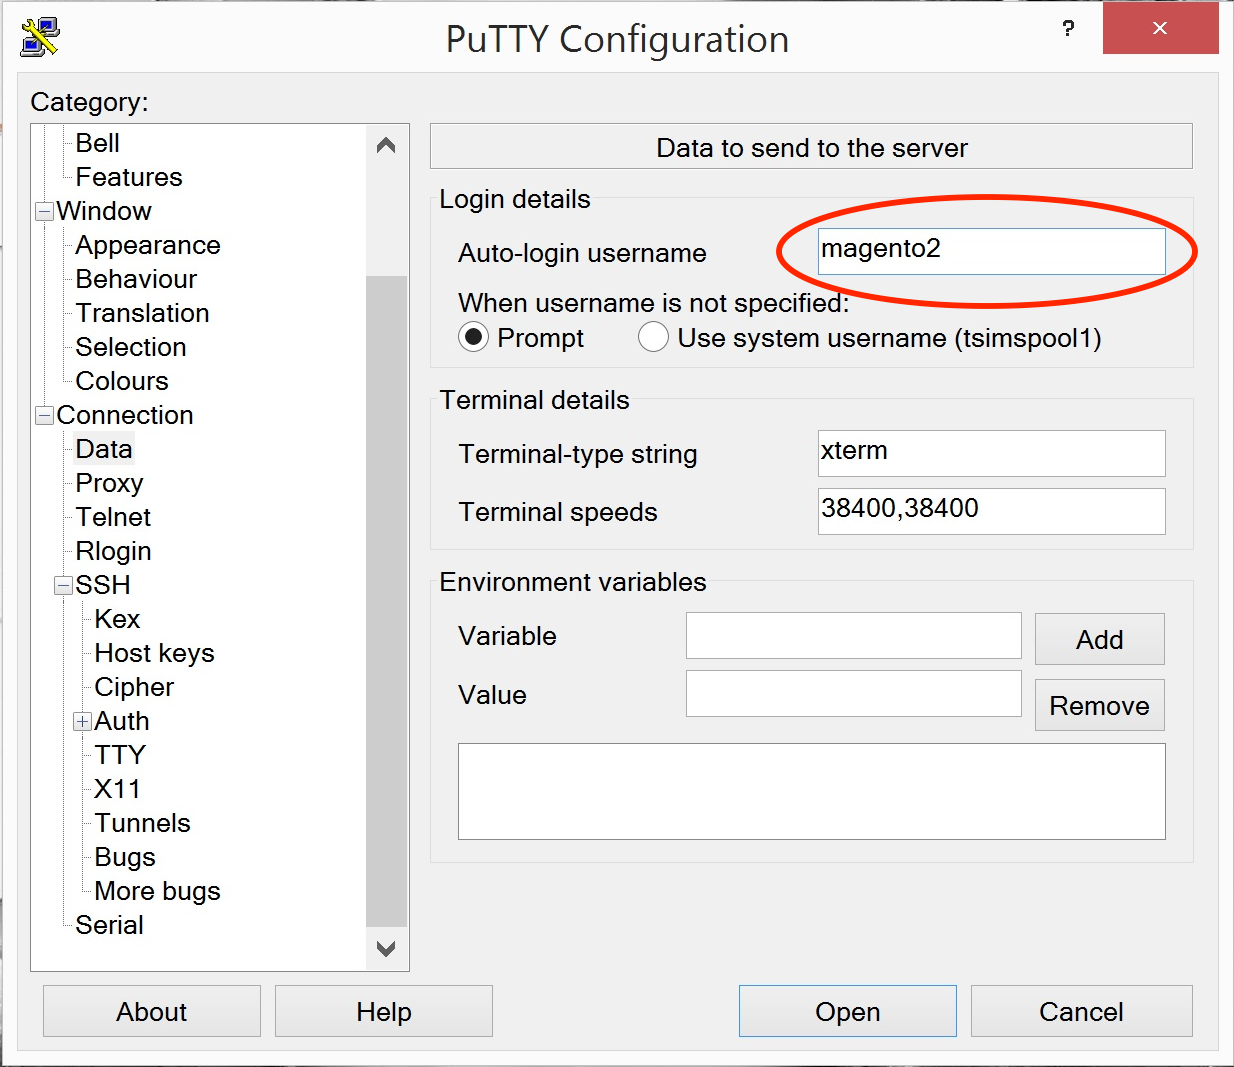 PuTTY Configuration
?
Category:
Bell
Features
Window
Appearance
Behaviour
Translation
Selection
Colours
Connection
Data
Proxy
Telnet
Rlogin
SSH
Kex
Host keys
Cipher
Auth
TTY
X11
Tunnels
Bugs
More bugs
Serial
Data to send to the server
Login details
Auto-login username magento2
When username is not specified:
Prompt Use system username (tsimspool1)
Terminal details
Terminal-type string xterm
Terminal speeds 38400,38400
Environment variables
Variable Add
Value Remove
About Help Open Cancel